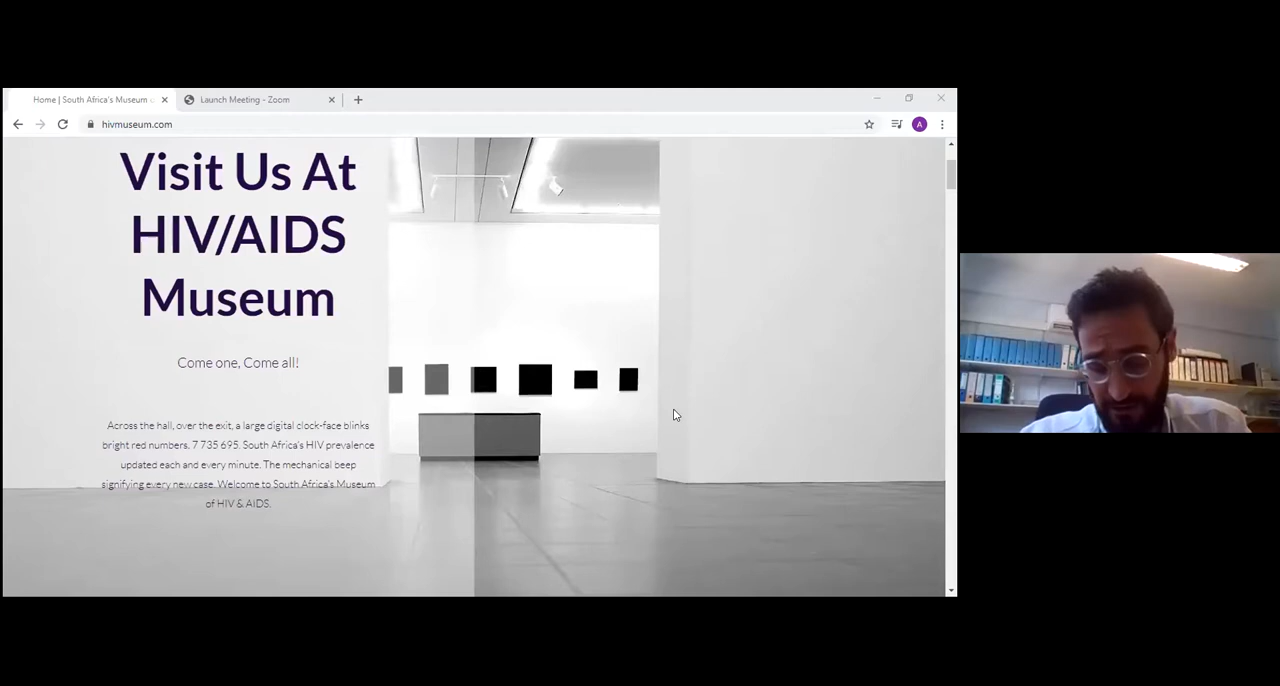 Home | South Africa's Museum
Launch Meeting - Zoom
hivmuseum.com
A
Visit Us At
HIV/AIDS
Museum
Come one, Come all!
Across the hall, over the exit, a large digital clock-face blinks
bright red numbers. 7 735 695. South Africa's HIV prevalence
updated each and every minute. The mechanical beep
signifying every new case. Welcome to South Africa's Museum
of HIV & AIDS.